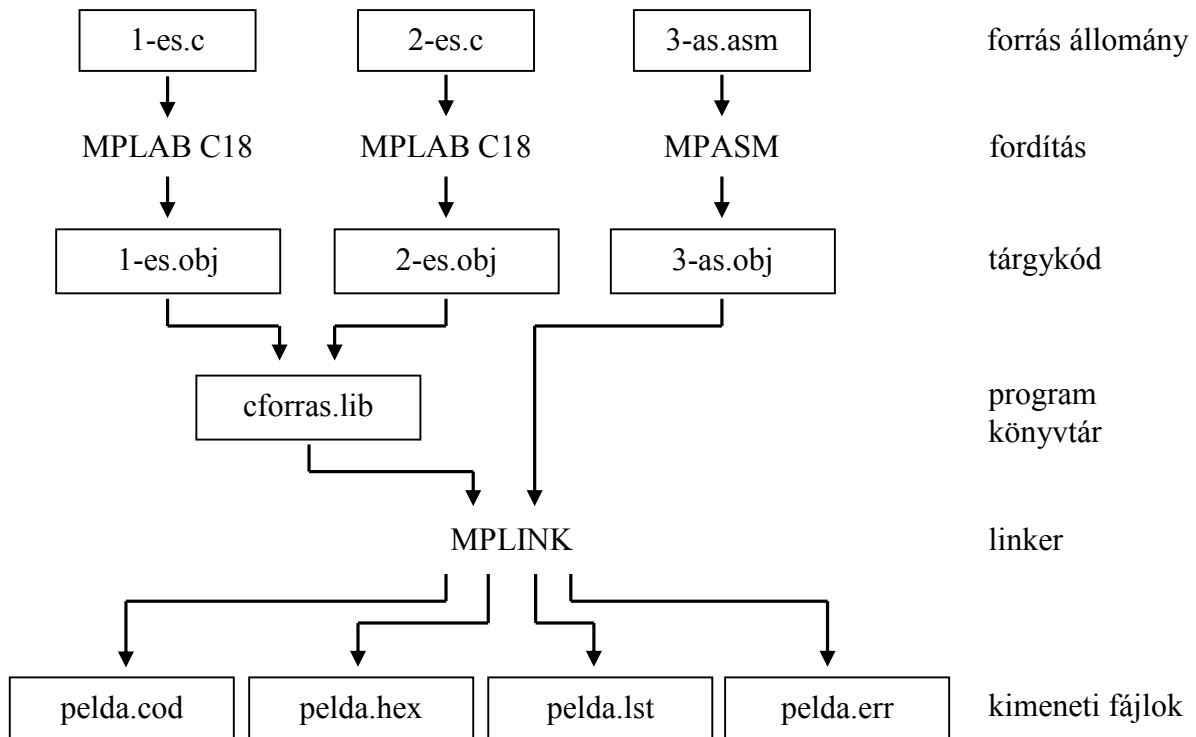 1-es.c 2-es.c 3-as.asm forrás állomány
MPLAB C18 MPLAB C18 MPASM fordítás
1-es.obj 2-es.obj 3-as.obj tárgykód
cforras.lib program
könyvtár
MPLINK linker
pelda.cod pelda.hex pelda.lst pelda.err kimeneti fájlok